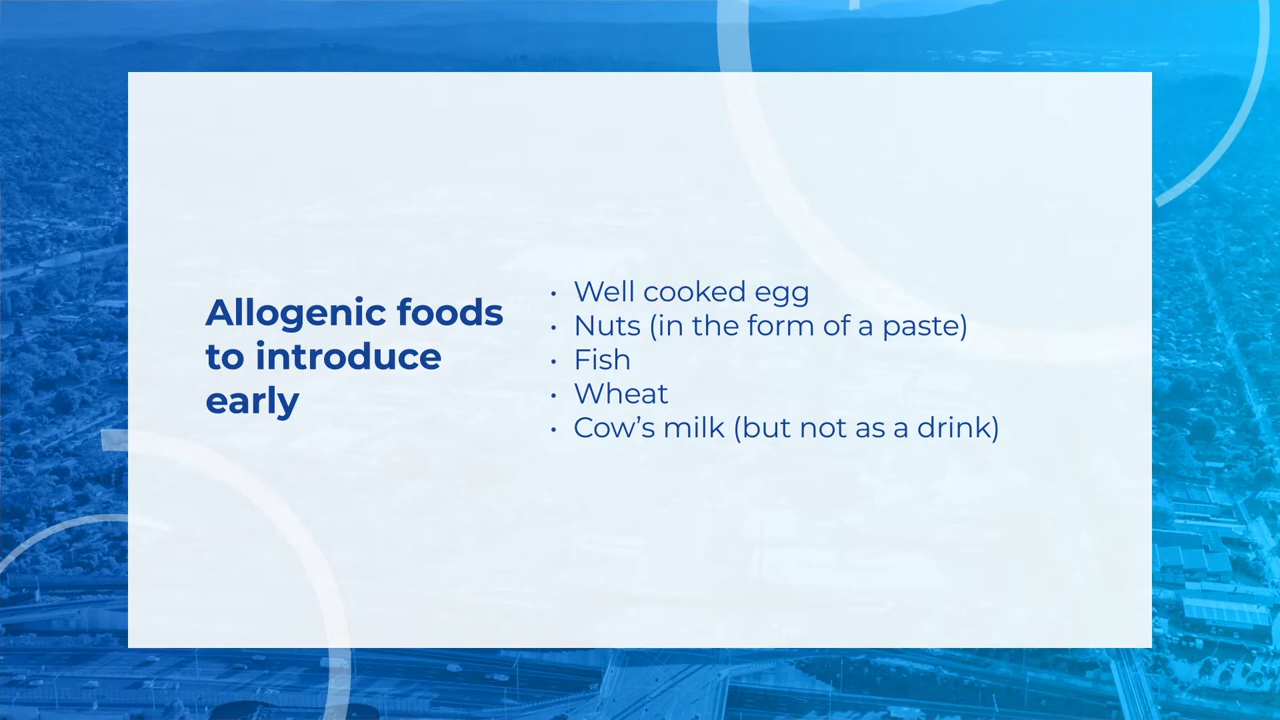 Allogenic foods
to introduce
early
• Well cooked egg
• Nuts (in the form of a paste)
• Fish
• Wheat
• Cow’s milk (but not as a drink)